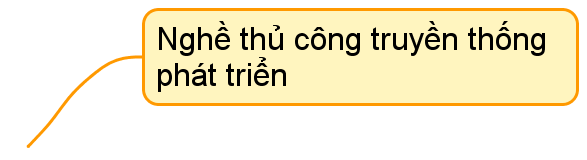 Nghề thủ công truyền thống
phát triển